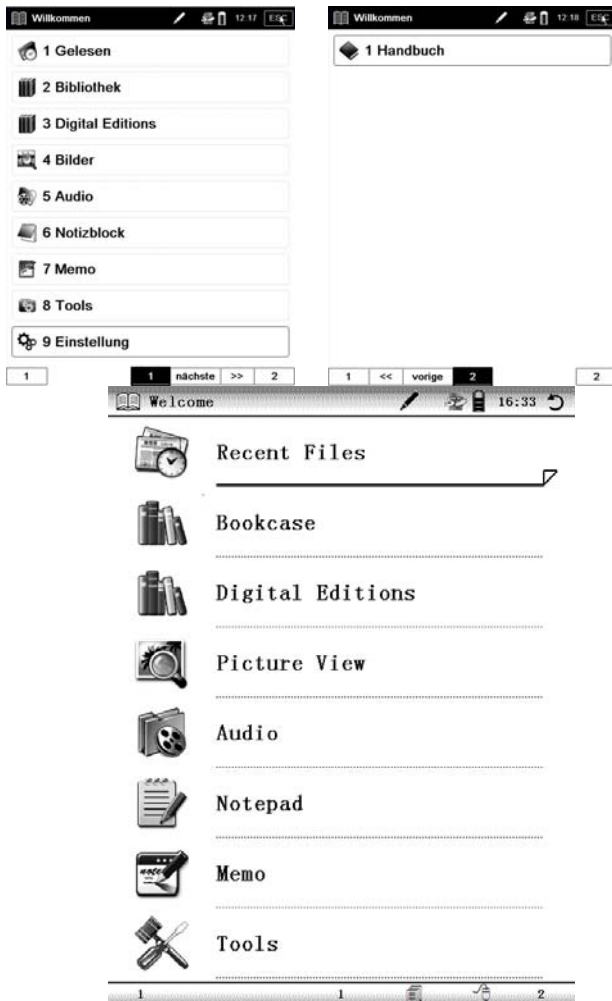 Willkommen 12:17 ESC
1 Gelesen
2 Bibliothek
3 Digital Editions
4 Bilder
5 Audio
6 Notizblock
7 Memo
8 Tools
9 Einstellung
1 1 nächste >> 2
Willkommen 12:18 ESC
1 Handbuch
1 << vorige 2 2
Welcome 16:33
Recent Files
Bookcase
Digital Editions
Picture View
Audio
Notepad
note
Memo
Tools
1 1 2